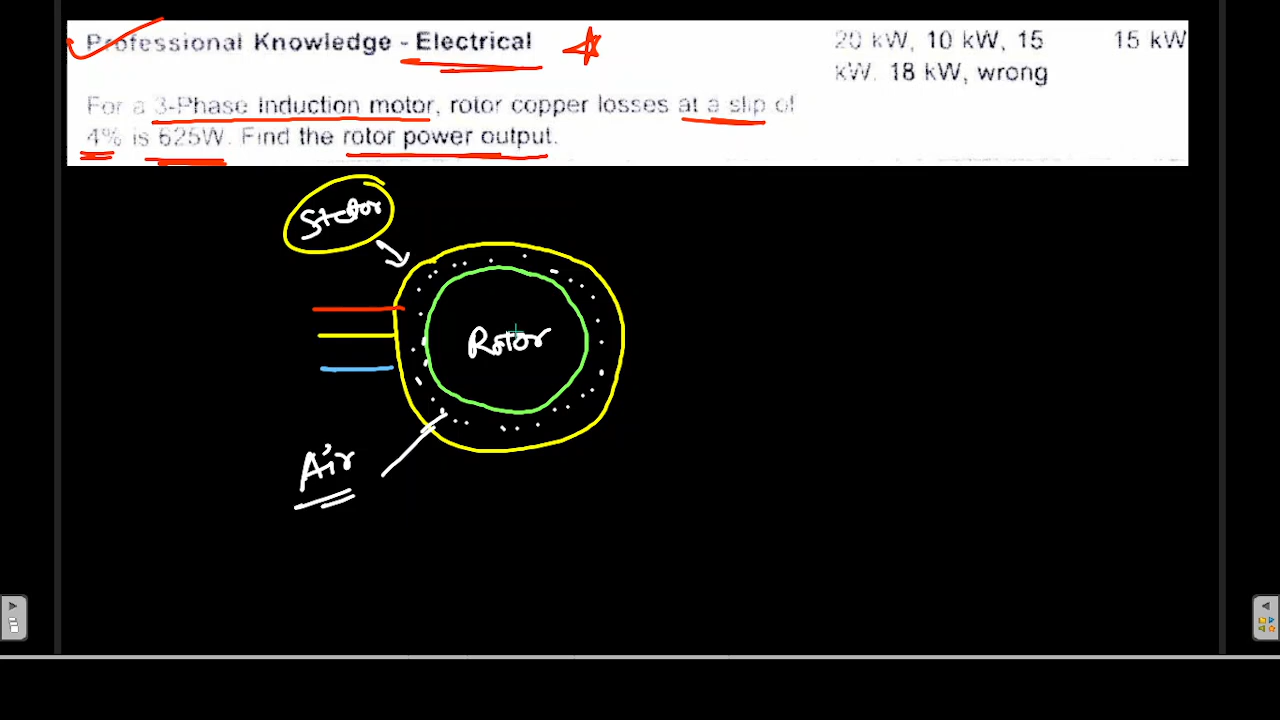 Professional Knowledge - Electrical
20 kW, 10 kW, 15 kW. 18 kW, wrong
15 kW
For a 3-Phase Induction motor, rotor copper losses at a slip of
4% is 625W. Find the rotor power output.
Stator
Rotor
Air